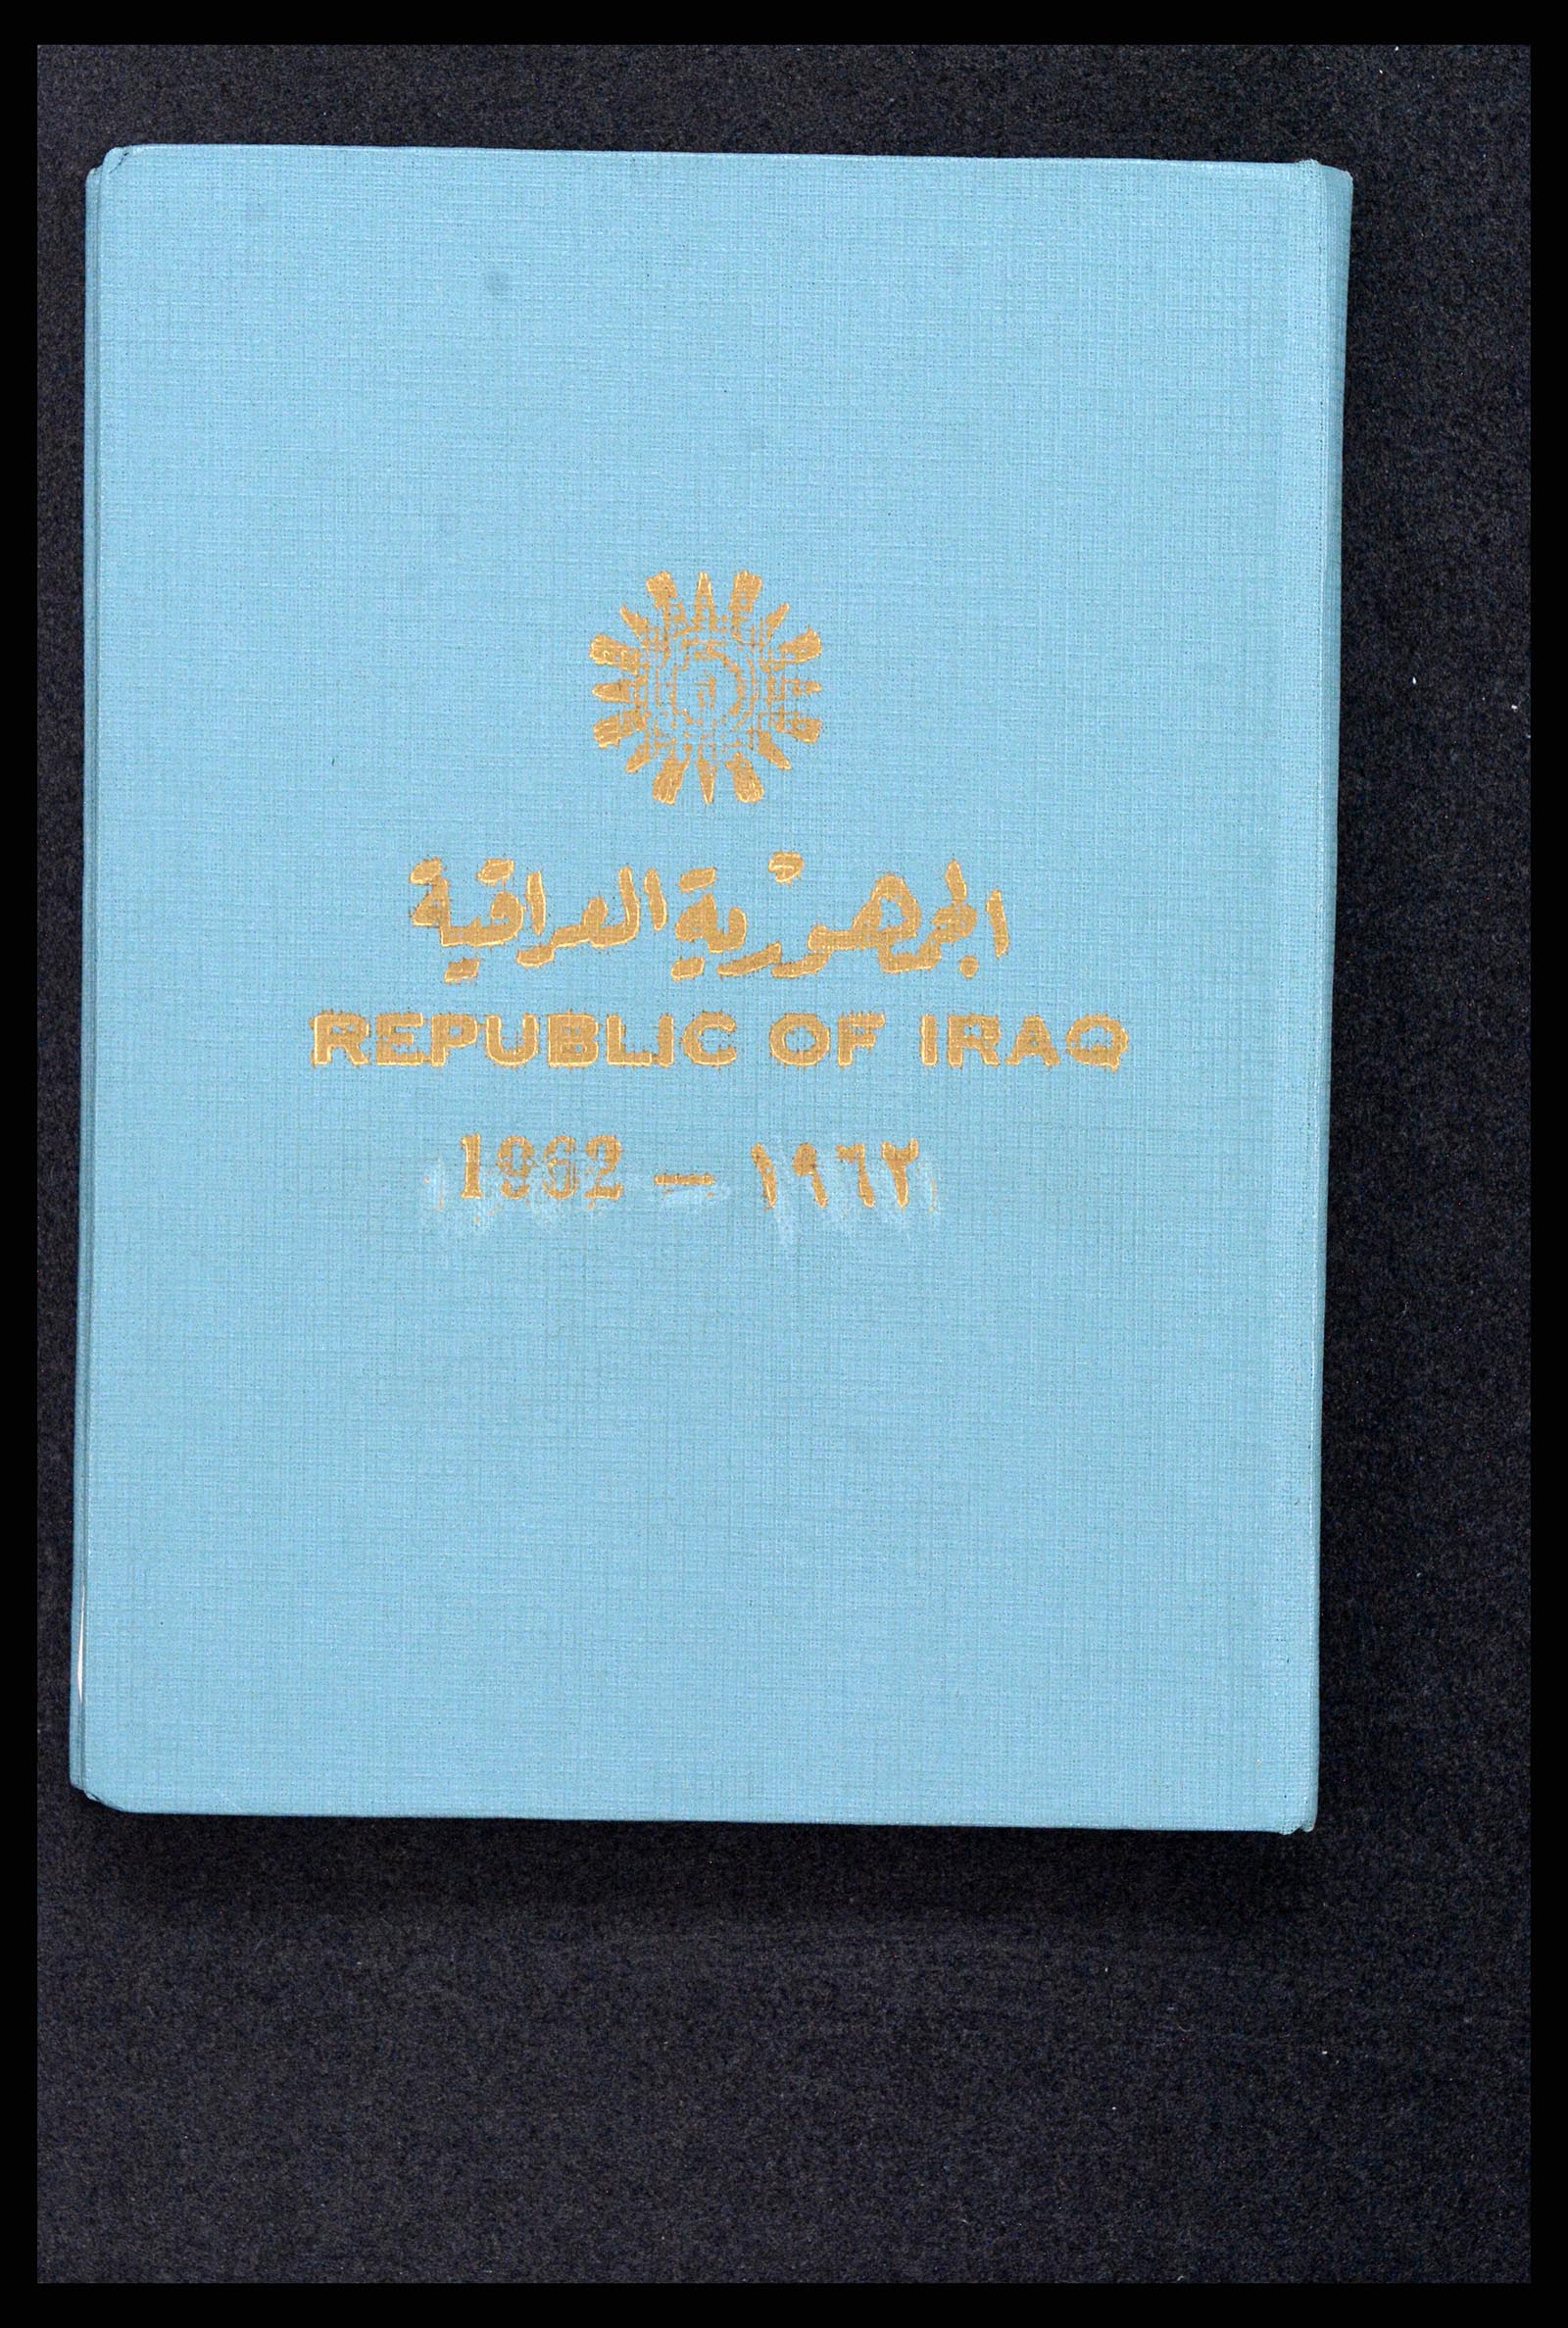 الجمهورية العراقية
REPUBLIC OF IRAQ
1962 — ١٩٦٢